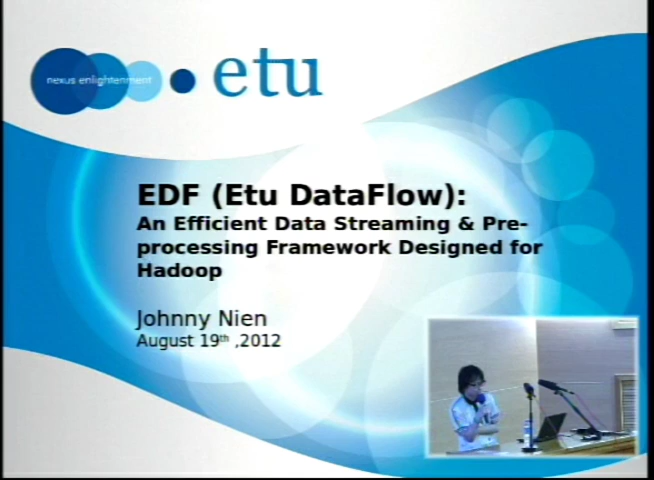 nexus enlightenment
etu
EDF (Etu DataFlow):
An Efficient Data Streaming & Pre-
processing Framework Designed for
Hadoop
Johnny Nien
August 19th ,2012